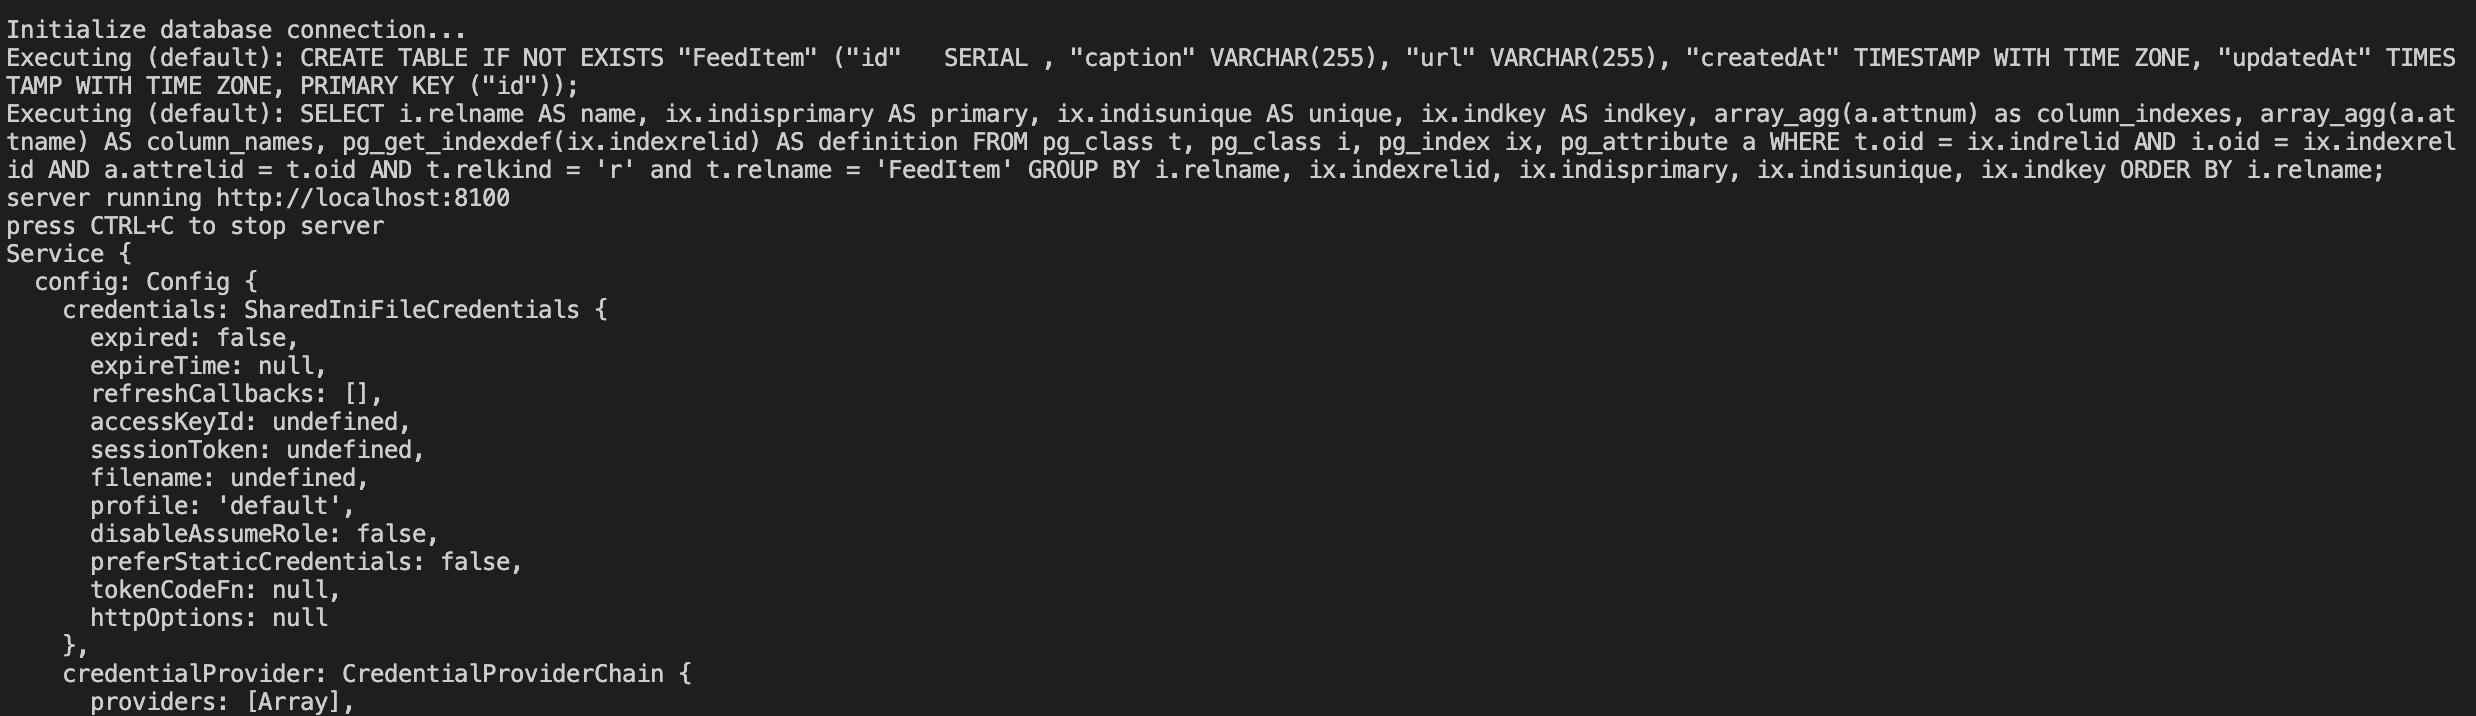 Initialize database connection...
Executing (default): CREATE TABLE IF NOT EXISTS "FeedItem" ("id"   SERIAL , "caption" VARCHAR(255), "url" VARCHAR(255), "createdAt" TIMESTAMP WITH TIME ZONE, "updatedAt" TIMES
TAMP WITH TIME ZONE, PRIMARY KEY ("id"));
Executing (default): SELECT i.relname AS name, ix.indisprimary AS primary, ix.indisunique AS unique, ix.indkey AS indkey, array_agg(a.attnum) as column_indexes, array_agg(a.at
tname) AS column_names, pg_get_indexdef(ix.indexrelid) AS definition FROM pg_class t, pg_class i, pg_index ix, pg_attribute a WHERE t.oid = ix.indrelid AND i.oid = ix.indexrel
id AND a.attrelid = t.oid AND t.relkind = 'r' and t.relname = 'FeedItem' GROUP BY i.relname, ix.indexrelid, ix.indisprimary, ix.indisunique, ix.indkey ORDER BY i.relname;
server running http://localhost:8100
press CTRL+C to stop server
Service {
  config: Config {
    credentials: SharedIniFileCredentials {
      expired: false,
      expireTime: null,
      refreshCallbacks: [],
      accessKeyId: undefined,
      sessionToken: undefined,
      filename: undefined,
      profile: 'default',
      disableAssumeRole: false,
      preferStaticCredentials: false,
      tokenCodeFn: null,
      httpOptions: null
    },
    credentialProvider: CredentialProviderChain {
      providers: [Array],